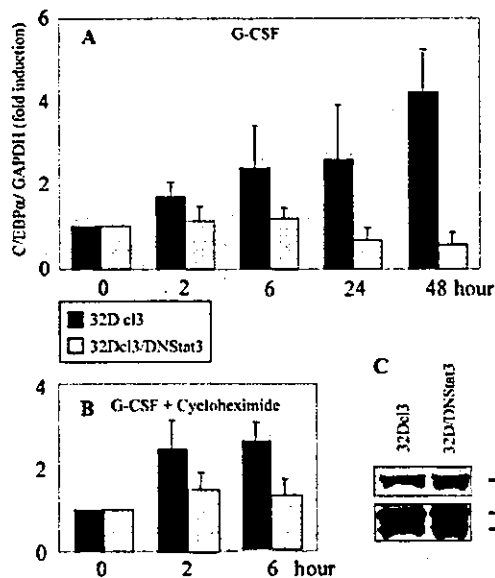 A
G-CSF
C/EBPα/ GAPDH (fold induction)
6
4
2
0
0 2 6 24 48 hour
32D cl3
32Dcl3/DNStat3
B
G-CSF + Cycloheximide
4
2
0
0 2 6 hour
C
32Dcl3
32D/DNStat3